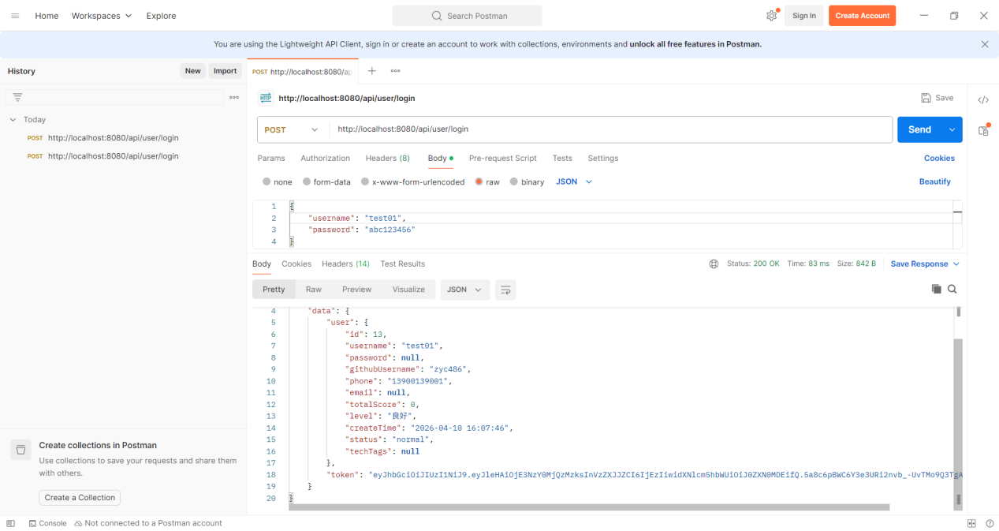 Home Workspaces Explore Search Postman Sign In Create Account
You are using the Lightweight API Client, sign in or create an account to work with collections, environments and unlock all free features in Postman.
History New Import
POST http://localhost:8080/ap
HTTP http://localhost:8080/api/user/login Save
Today
POST http://localhost:8080/api/user/login
POST http://localhost:8080/api/user/login
POST http://localhost:8080/api/user/login Send
Params Authorization Headers (8) Body Pre-request Script Tests Settings Cookies
none form-data x-www-form-urlencoded raw binary JSON Beautify
1 {
2 "username": "test01",
3 "password": "abc123456"
4 }
Body Cookies Headers (14) Test Results Status: 200 OK Time: 83 ms Size: 842 B Save Response
Pretty Raw Preview Visualize JSON
4 "data": {
5 "user": {
6 "id": 13,
7 "username": "test01",
8 "password": null,
9 "githubUsername": "zyc486",
10 "phone": "13900139001",
11 "email": null,
12 "totalScore": 0,
13 "level": "良好",
14 "createTime": "2026-04-10 16:07:46",
15 "status": "normal",
16 "techTags": null
17 },
18 "token": "eyJhbGciOiJIUzI1NiJ9.eyJleHAiOjE3NzY0MjQzMzksInVzZXJJZCI6IjEzIiwidXNlcm5hbWUiOiJ0ZXN0MDEifQ.5a8c6pBWC6Y3e3URi2nvb_-UvTMo9Q3TgA
19 }
20 }
Create collections in Postman
Use collections to save your requests and share them
with others.
Create a Collection
Console Not connected to a Postman account